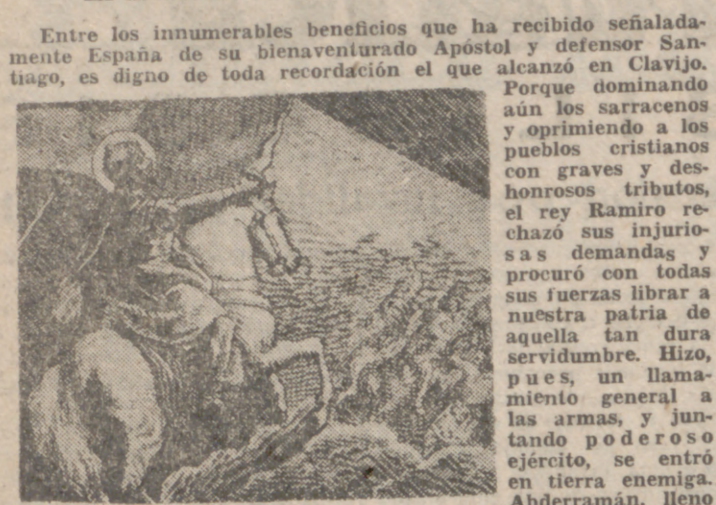 Entre los innumerables beneficios que ha recibido señalada-
mente España de su bienaventurado Apóstol y defensor San-
tiago, es digno de toda recordación el que alcanzó en Clavijo.
Porque dominando
aún los sarracenos
y oprimiendo a los
pueblos cristianos
con graves y des-
honrosos tributos,
el rey Ramiro re-
chazó sus injurio-
sas demandas y
procuró con todas
sus fuerzas librar a
nuestra patria de
aquella tan dura
servidumbre. Hizo,
pues, un llama-
miento general a
las armas, y jun-
tando poderoso
ejército, se entró
en tierra enemiga.
Abderramán, lleno